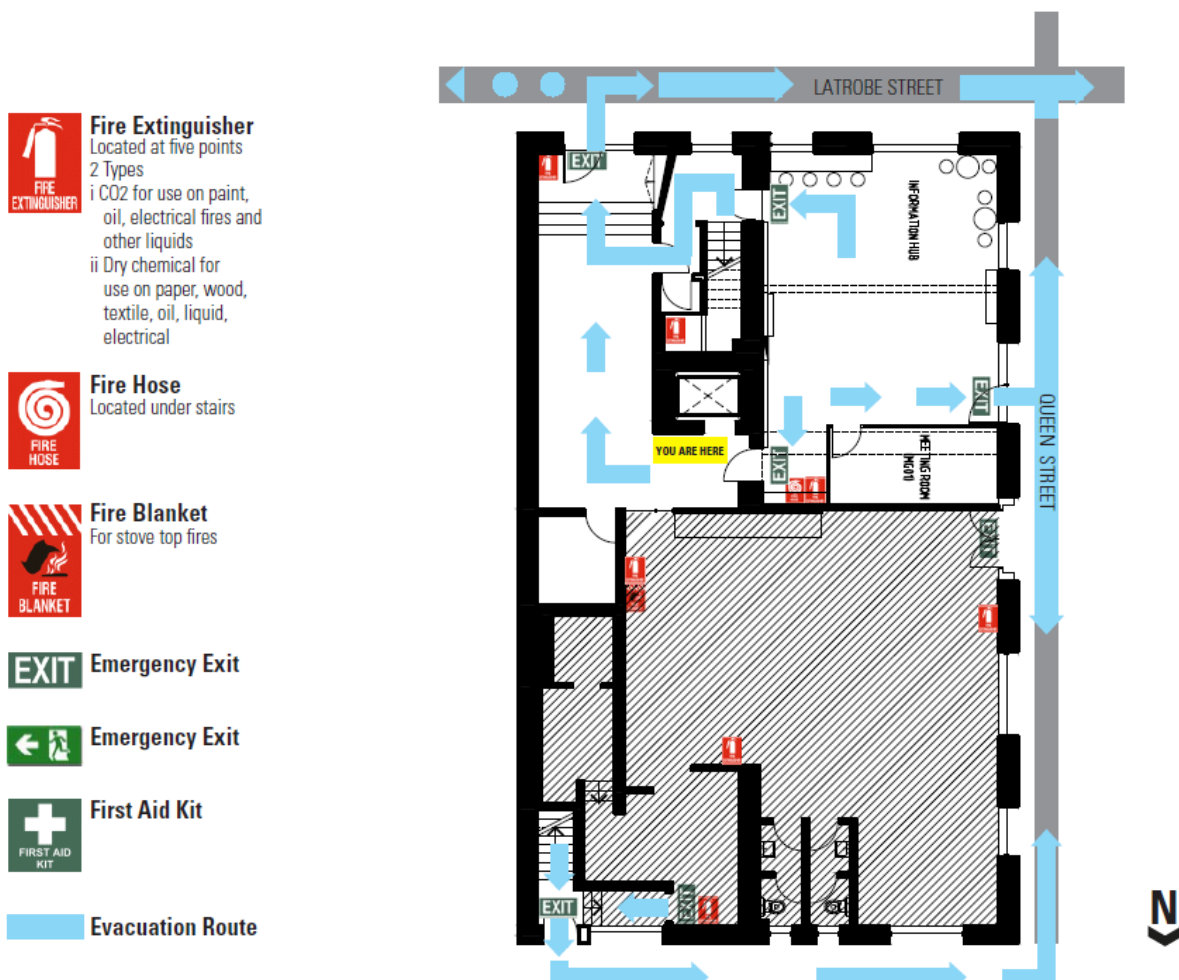 FIRE
EXTINGUISHER
Fire Extinguisher
Located at five points
2 Types
i CO2 for use on paint,
oil, electrical fires and
other liquids
ii Dry chemical for
use on paper, wood,
textile, oil, liquid,
electrical
FIRE
HOSE
Fire Hose
Located under stairs
FIRE
BLANKET
Fire Blanket
For stove top fires
EXIT
Emergency Exit
Emergency Exit
FIRST AID
KIT
First Aid Kit
Evacuation Route
LATROBE STREET
EXIT
EXIT
INFORMATION HUB
EXIT
QUEEN STREET
YOU ARE HERE
EXIT
MEETING ROOM
(MG01)
EXIT
EXIT
EXIT
N